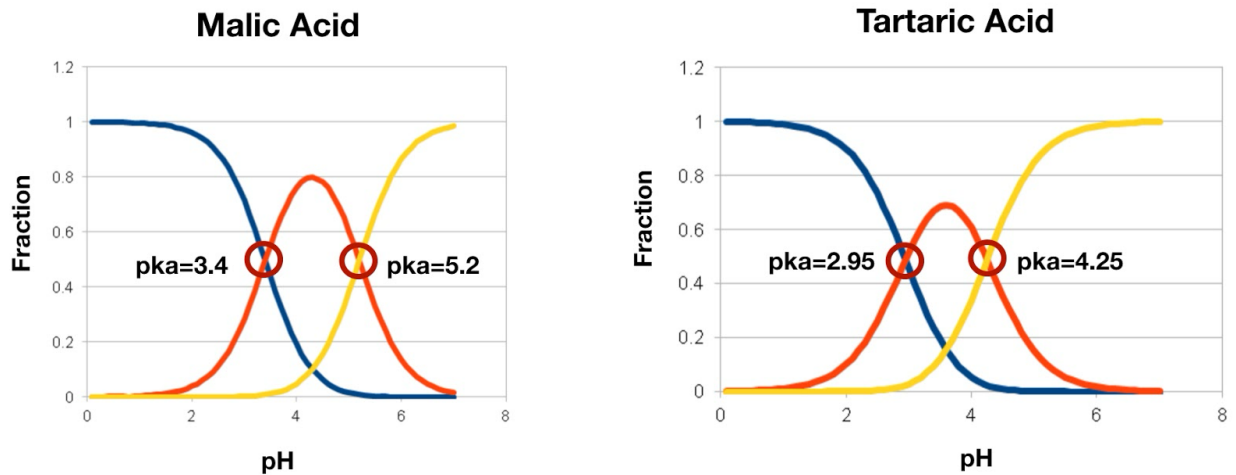 Malic Acid
1.2
1
0.8
0.6
0.4
0.2
0
Fraction
pka=3.4
pka=5.2
0 2 4 6 8
pH
Tartaric Acid
1.2
1
0.8
0.6
0.4
0.2
0
Fraction
pka=2.95
pka=4.25
0 2 4 6 8
pH